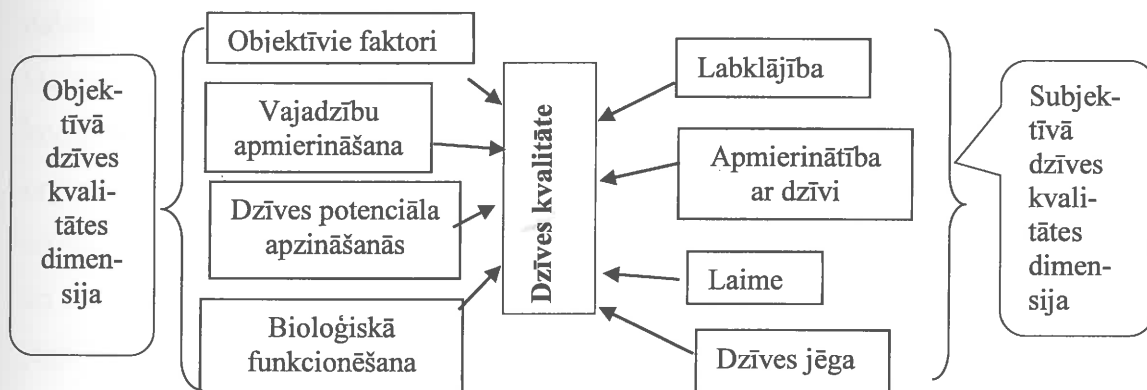 Objek-
tīvā
dzīves
kvali-
tātes
dimen-
sija
Objektīvie faktori
Vajadzību
apmierināšana
Dzīves potenciāla
apzināšanās
Bioloģiskā
funkcionēšana
Dzīves kvalitāte
Labklājība
Apmierinātība
ar dzīvi
Laime
Dzīves jēga
Subjek-
tīvā
dzīves
kvali-
tātes
dimen-
sija